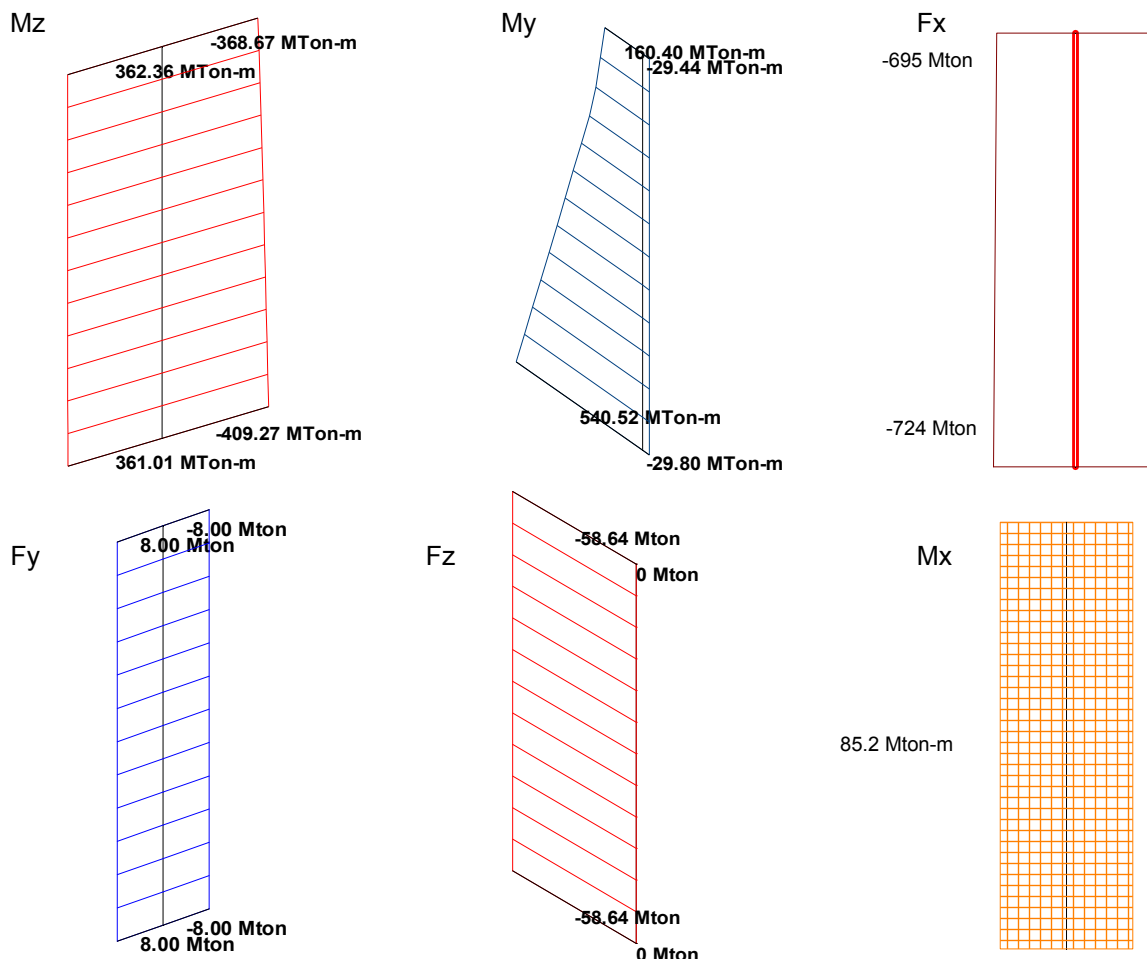 Mz
-368.67 MTon-m
362.36 MTon-m
-409.27 MTon-m
361.01 MTon-m
My
160.40 MTon-m
-29.44 MTon-m
540.52 MTon-m
-29.80 MTon-m
Fx
-695 Mton
-724 Mton
Fy
-8.00 Mton
8.00 Mton
-8.00 Mton
8.00 Mton
Fz
-58.64 Mton
0 Mton
-58.64 Mton
0 Mton
Mx
85.2 Mton-m